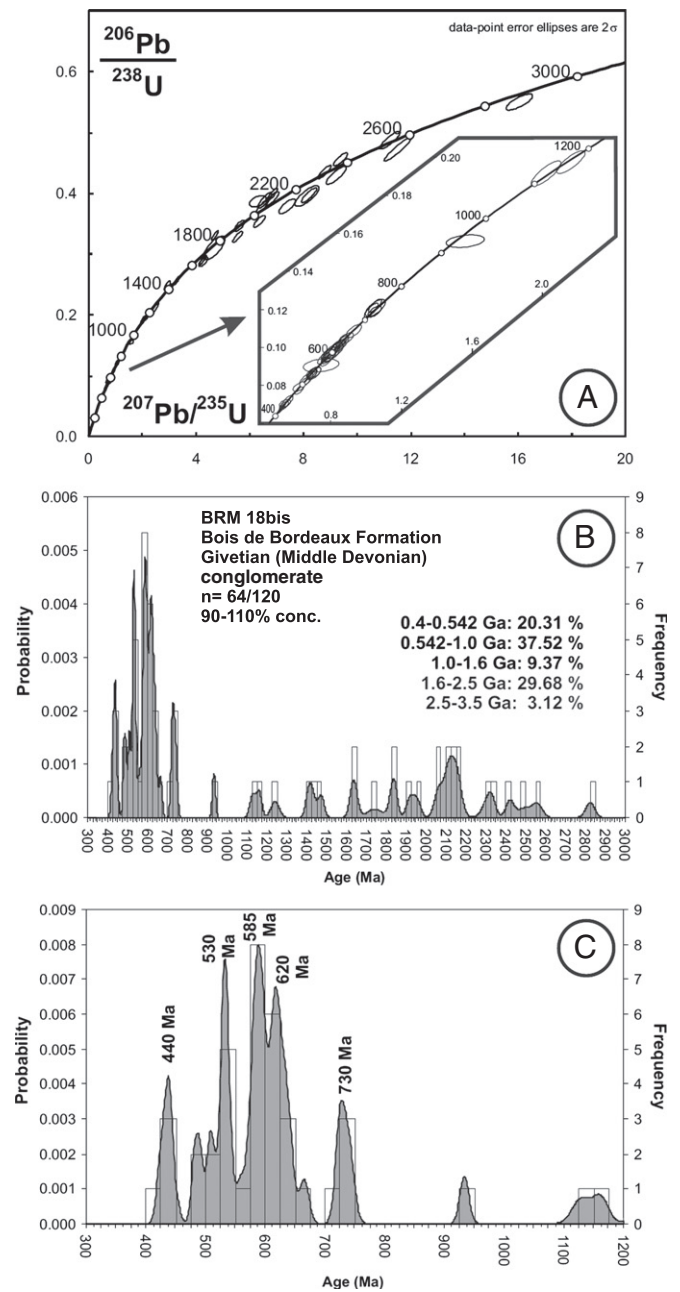 206Pb
238U
data-point error ellipses are 2σ
A
0.6
0.4
0.2
0.0
3000
2600
2200
1800
1400
1000
207Pb/235U
0 4 8 12 16 20
0.20
0.18
0.16
0.14
0.12
0.10
0.08
1200
1000
800
600
400
0.8
1.2
1.6
2.0
B
BRM 18bis
Bois de Bordeaux Formation
Givetian (Middle Devonian)
conglomerate
n= 64/120
90-110% conc.
0.4-0.542 Ga: 20.31 %
0.542-1.0 Ga: 37.52 %
1.0-1.6 Ga: 9.37 %
1.6-2.5 Ga: 29.68 %
2.5-3.5 Ga: 3.12 %
Probability
0.006
0.005
0.004
0.003
0.002
0.001
0.000
Frequency
9
8
7
6
5
4
3
2
1
0
300 400 500 600 700 800 900 1000 1100 1200 1300 1400 1500 1600 1700 1800 1900 2000 2100 2200 2300 2400 2500 2600 2700 2800 2900 3000
Age (Ma)
C
440 Ma
530 Ma
585 Ma
620 Ma
730 Ma
Probability
0.009
0.008
0.007
0.006
0.005
0.004
0.003
0.002
0.001
0.000
Frequency
9
8
7
6
5
4
3
2
1
0
300 400 500 600 700 800 900 1000 1100 1200
Age (Ma)